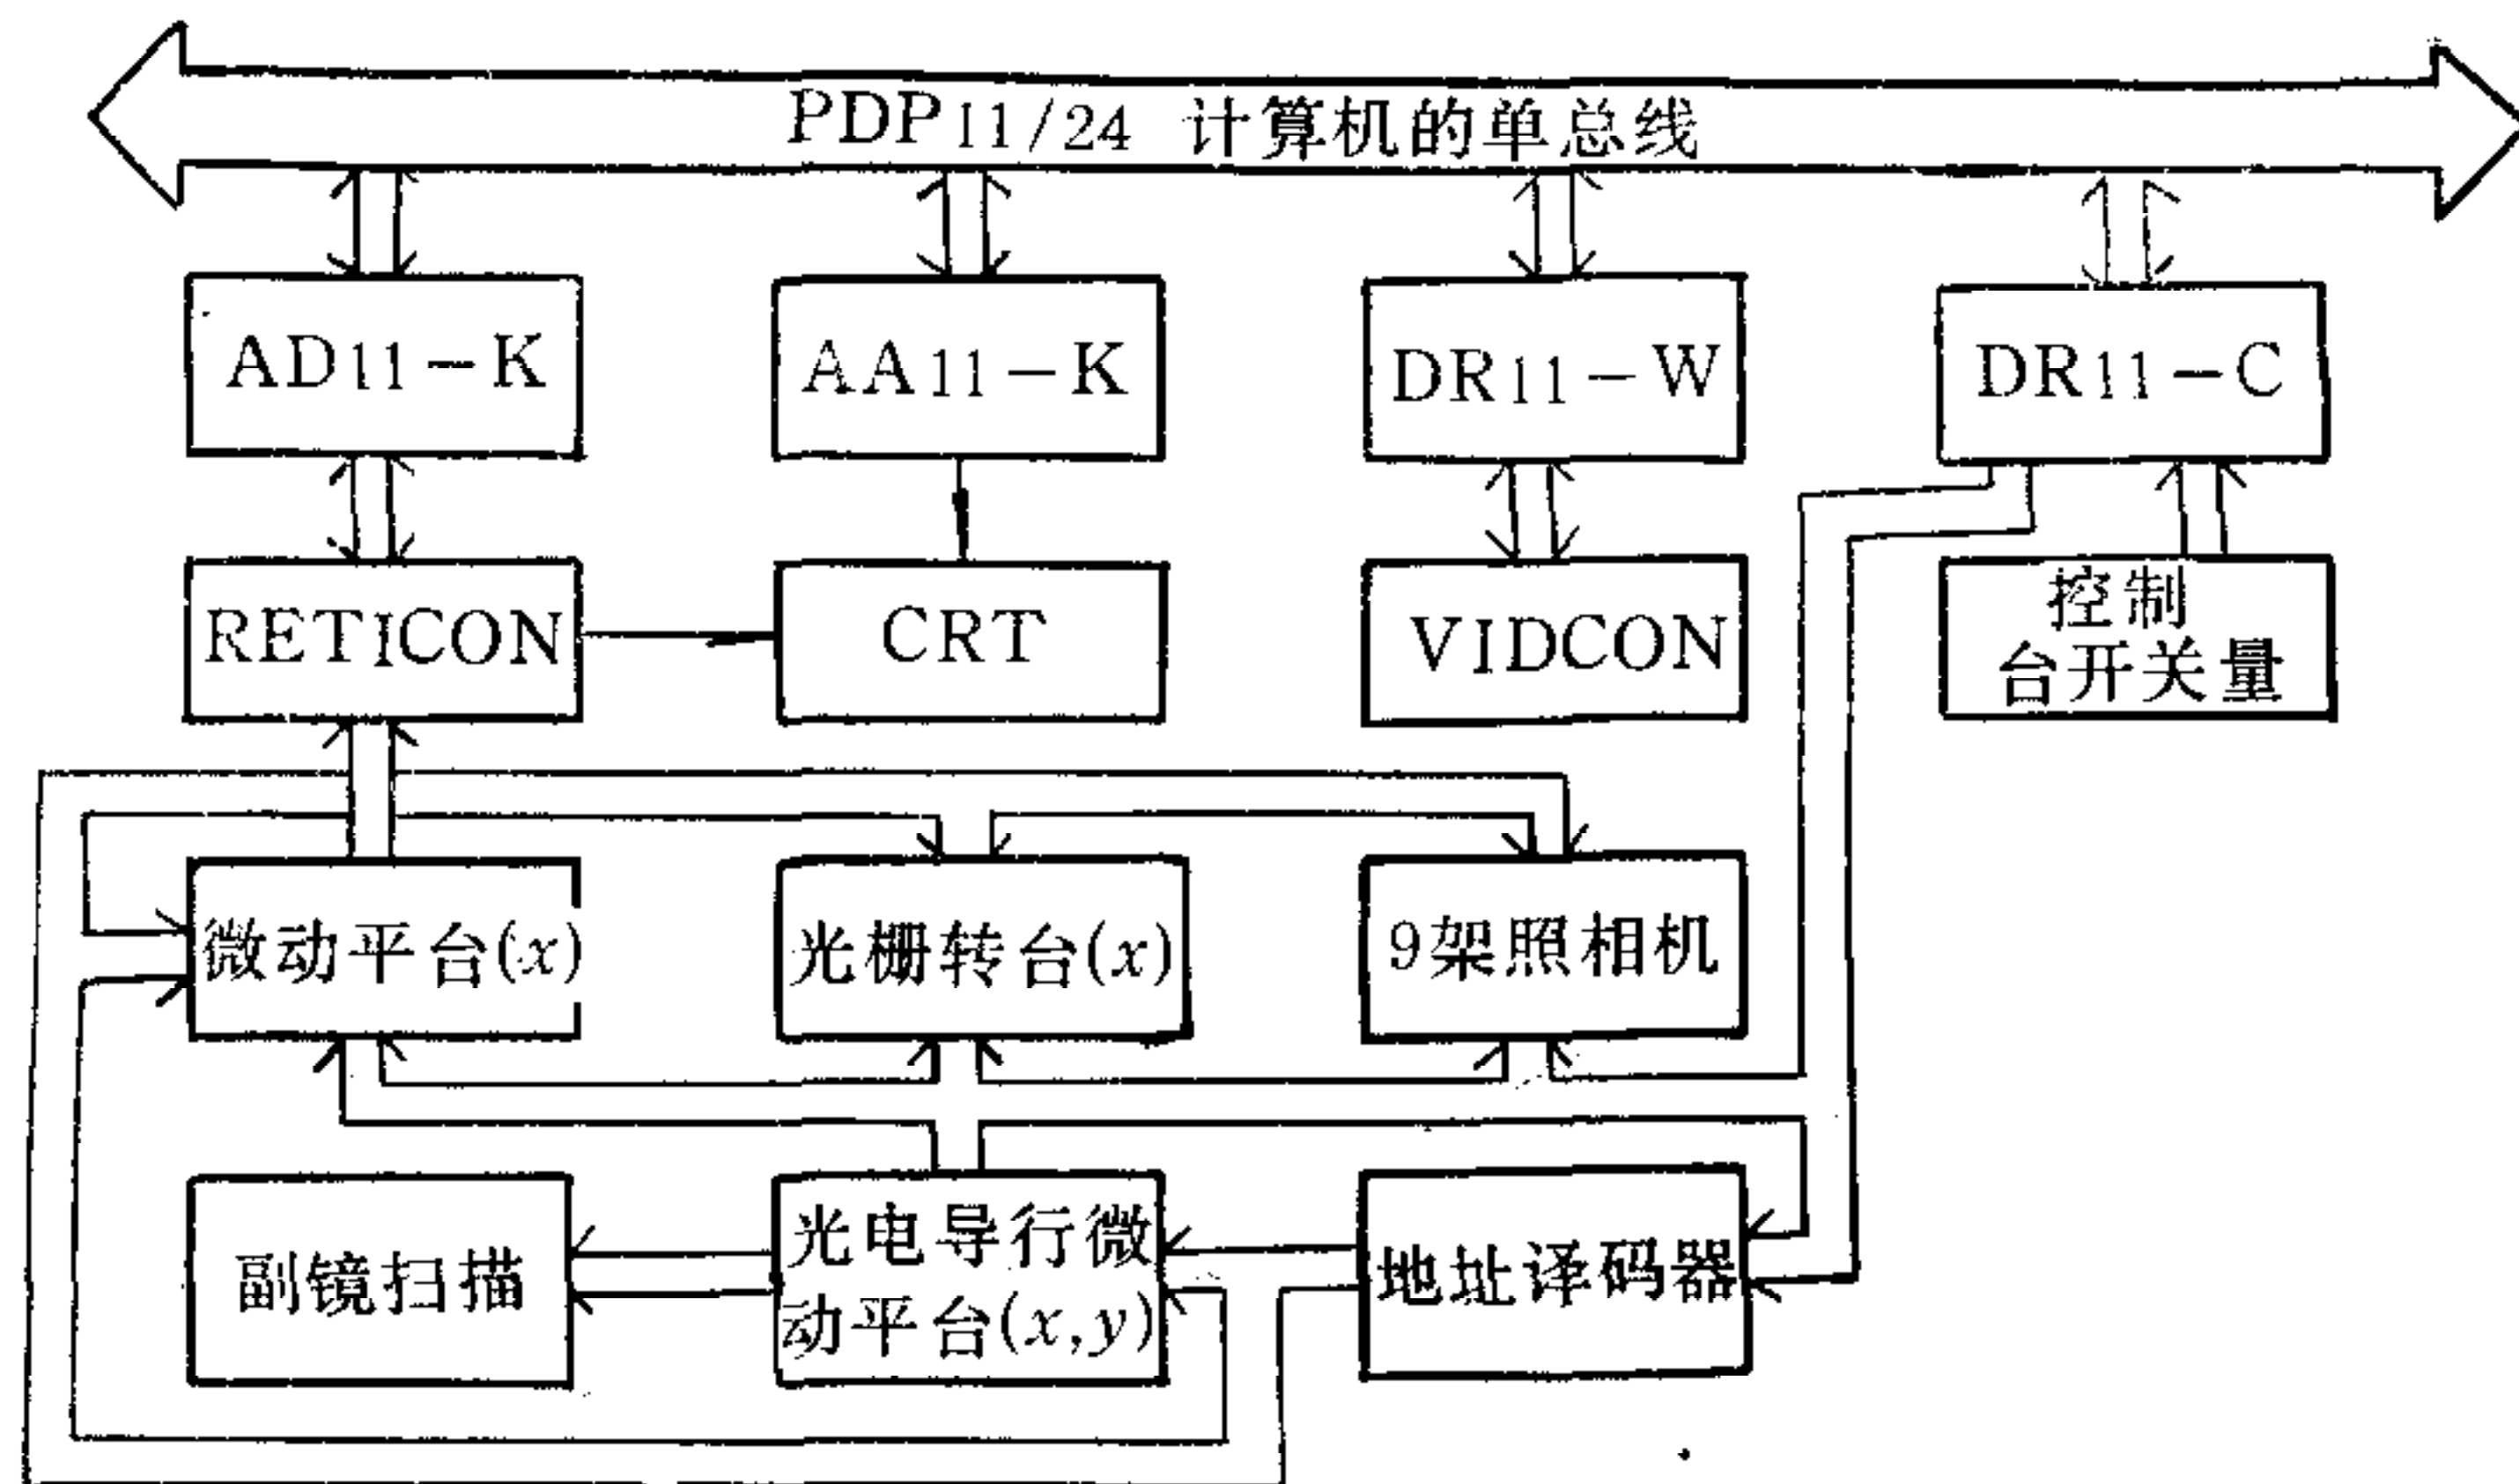 PDP11/24 计算机的单总线
AD11-K
AA11-K
DR11-W
DR11-C
RETICON
CRT
VIDCON
控制
台开关量
微动平台(x)
光栅转台(x)
9架照相机
副镜扫描
光电导行微
动平台(x,y)
地址译码器